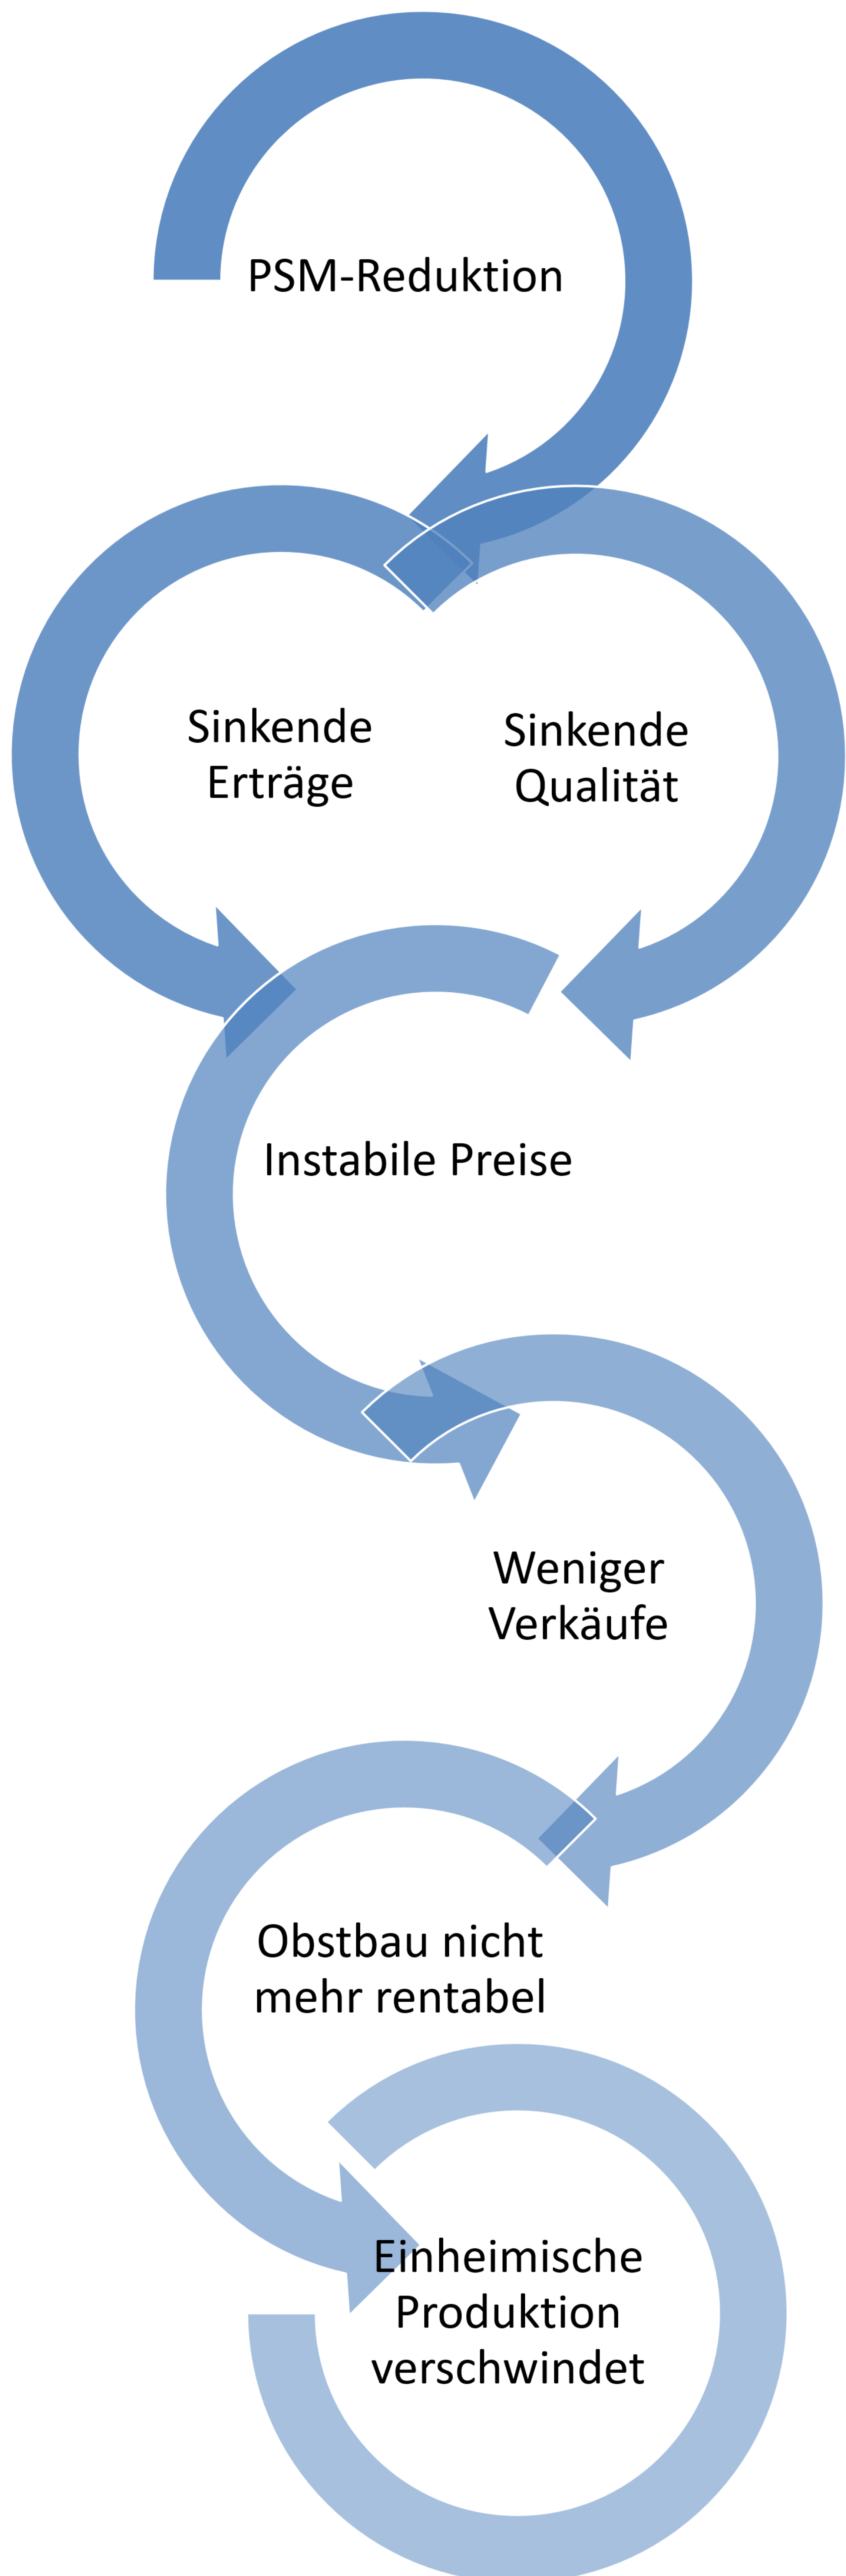 PSM-Reduktion
Sinkende
Erträge
Sinkende
Qualität
Instabile Preise
Weniger
Verkäufe
Obstbau nicht
mehr rentabel
Einheimische
Produktion
verschwindet